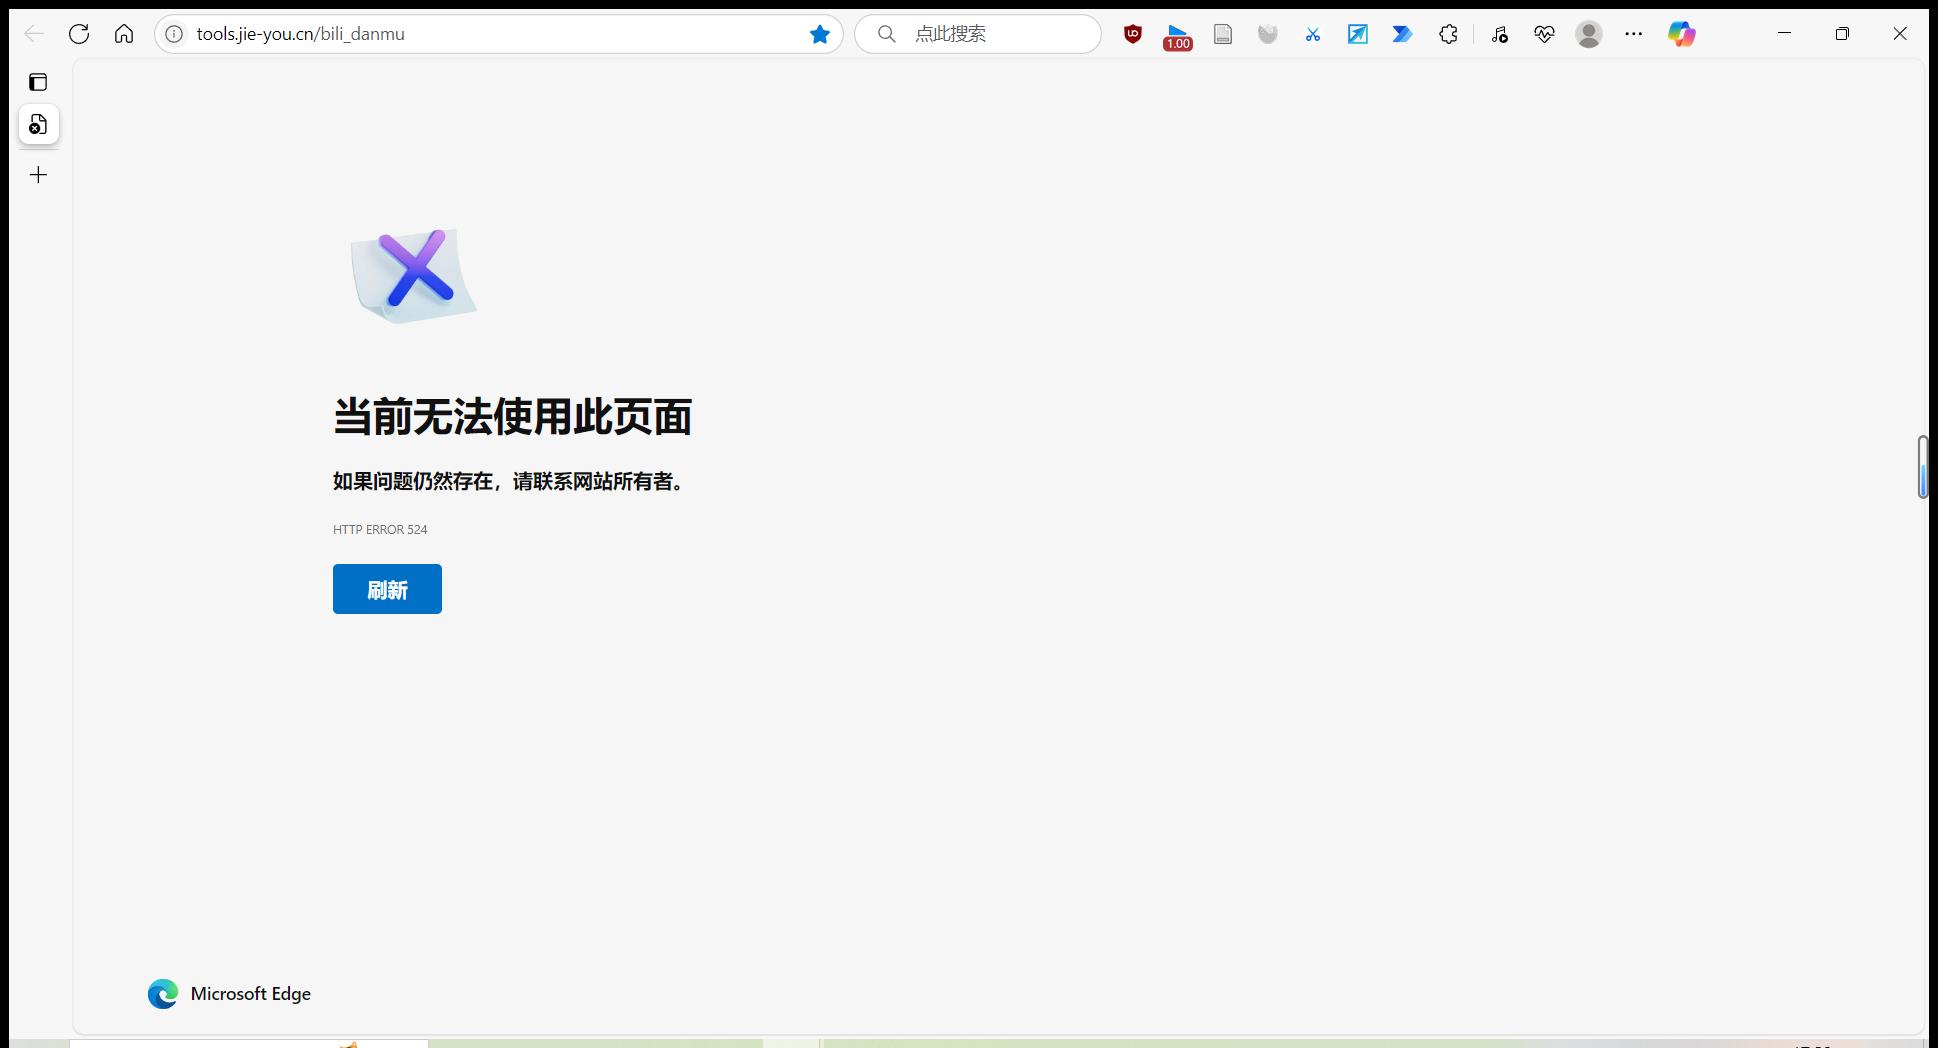 tools.jie-you.cn/bili_danmu
点此搜索
1.00
当前无法使用此页面
如果问题仍然存在，请联系网站所有者。
HTTP ERROR 524
刷新
Microsoft Edge